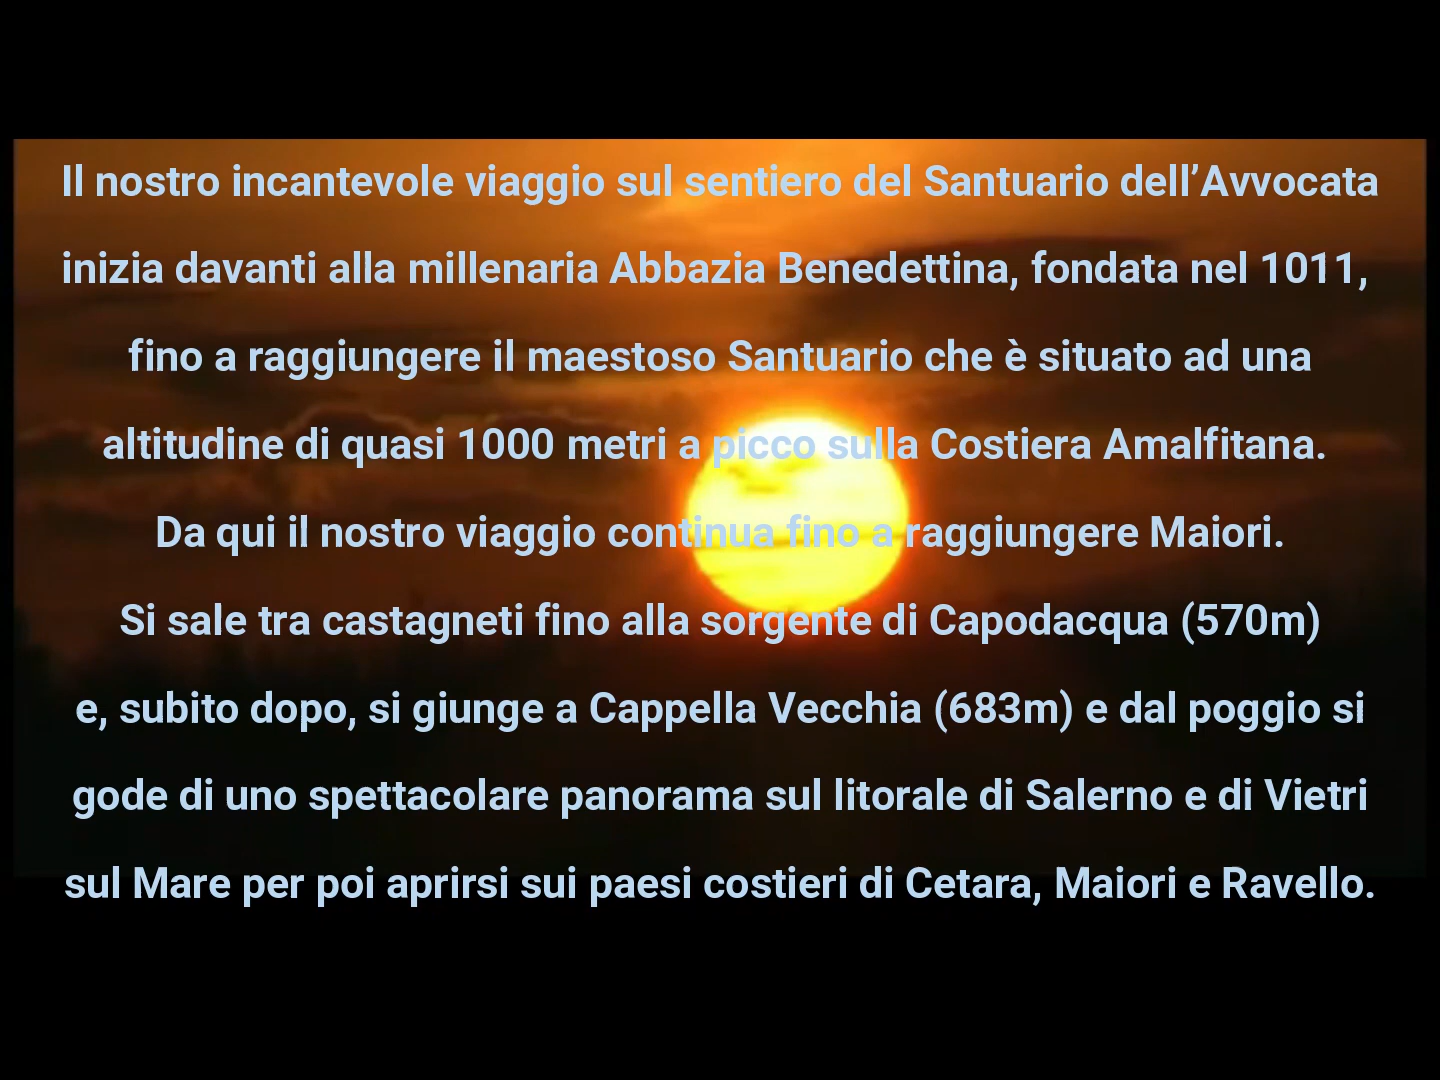 Il nostro incantevole viaggio sul sentiero del Santuario dell’Avvocata
inizia davanti alla millenaria Abbazia Benedettina, fondata nel 1011,
fino a raggiungere il maestoso Santuario che è situato ad una
altitudine di quasi 1000 metri a picco sulla Costiera Amalfitana.
Da qui il nostro viaggio continua fino a raggiungere Maiori.
Si sale tra castagneti fino alla sorgente di Capodacqua (570m)
e, subito dopo, si giunge a Cappella Vecchia (683m) e dal poggio si
gode di uno spettacolare panorama sul litorale di Salerno e di Vietri
sul Mare per poi aprirsi sui paesi costieri di Cetara, Maiori e Ravello.